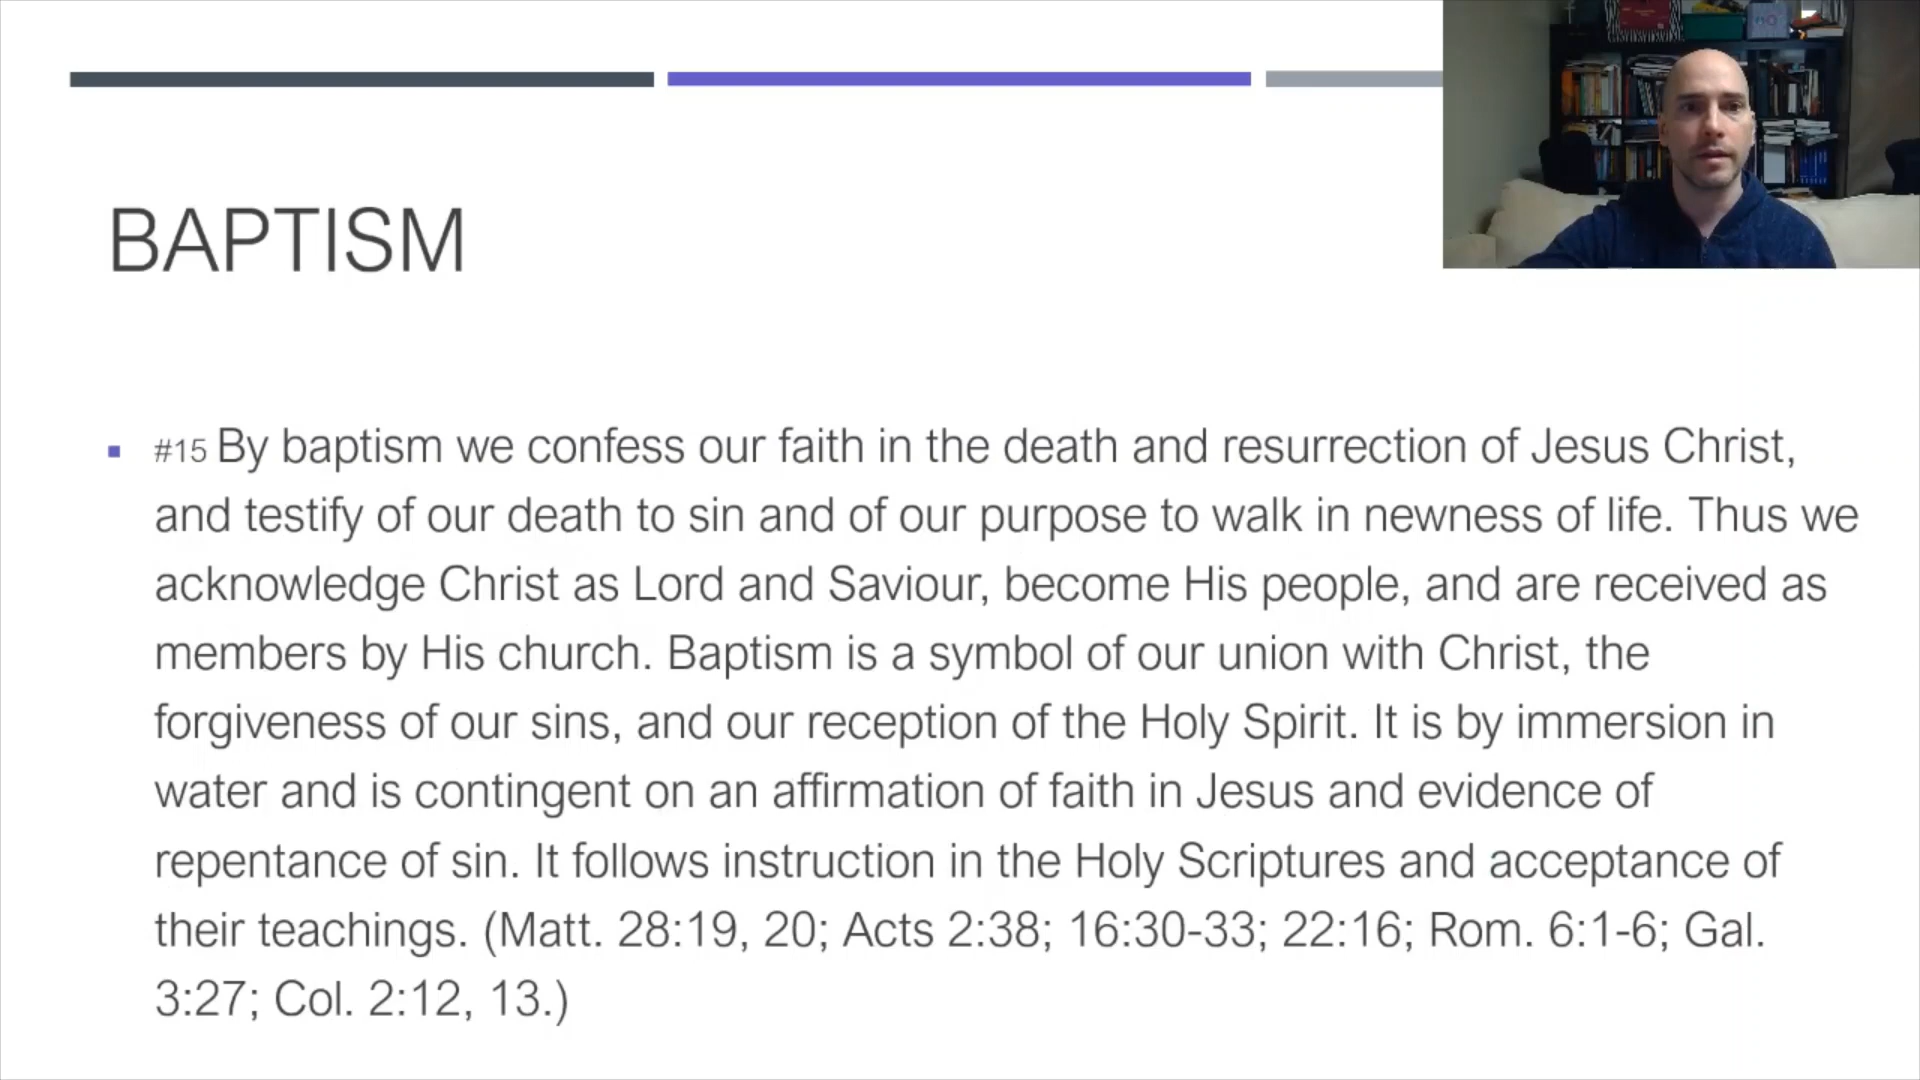 BAPTISM
#15 By baptism we confess our faith in the death and resurrection of Jesus Christ,
and testify of our death to sin and of our purpose to walk in newness of life. Thus we
acknowledge Christ as Lord and Saviour, become His people, and are received as
members by His church. Baptism is a symbol of our union with Christ, the
forgiveness of our sins, and our reception of the Holy Spirit. It is by immersion in
water and is contingent on an affirmation of faith in Jesus and evidence of
repentance of sin. It follows instruction in the Holy Scriptures and acceptance of
their teachings. (Matt. 28:19, 20; Acts 2:38; 16:30-33; 22:16; Rom. 6:1-6; Gal.
3:27; Col. 2:12, 13.)